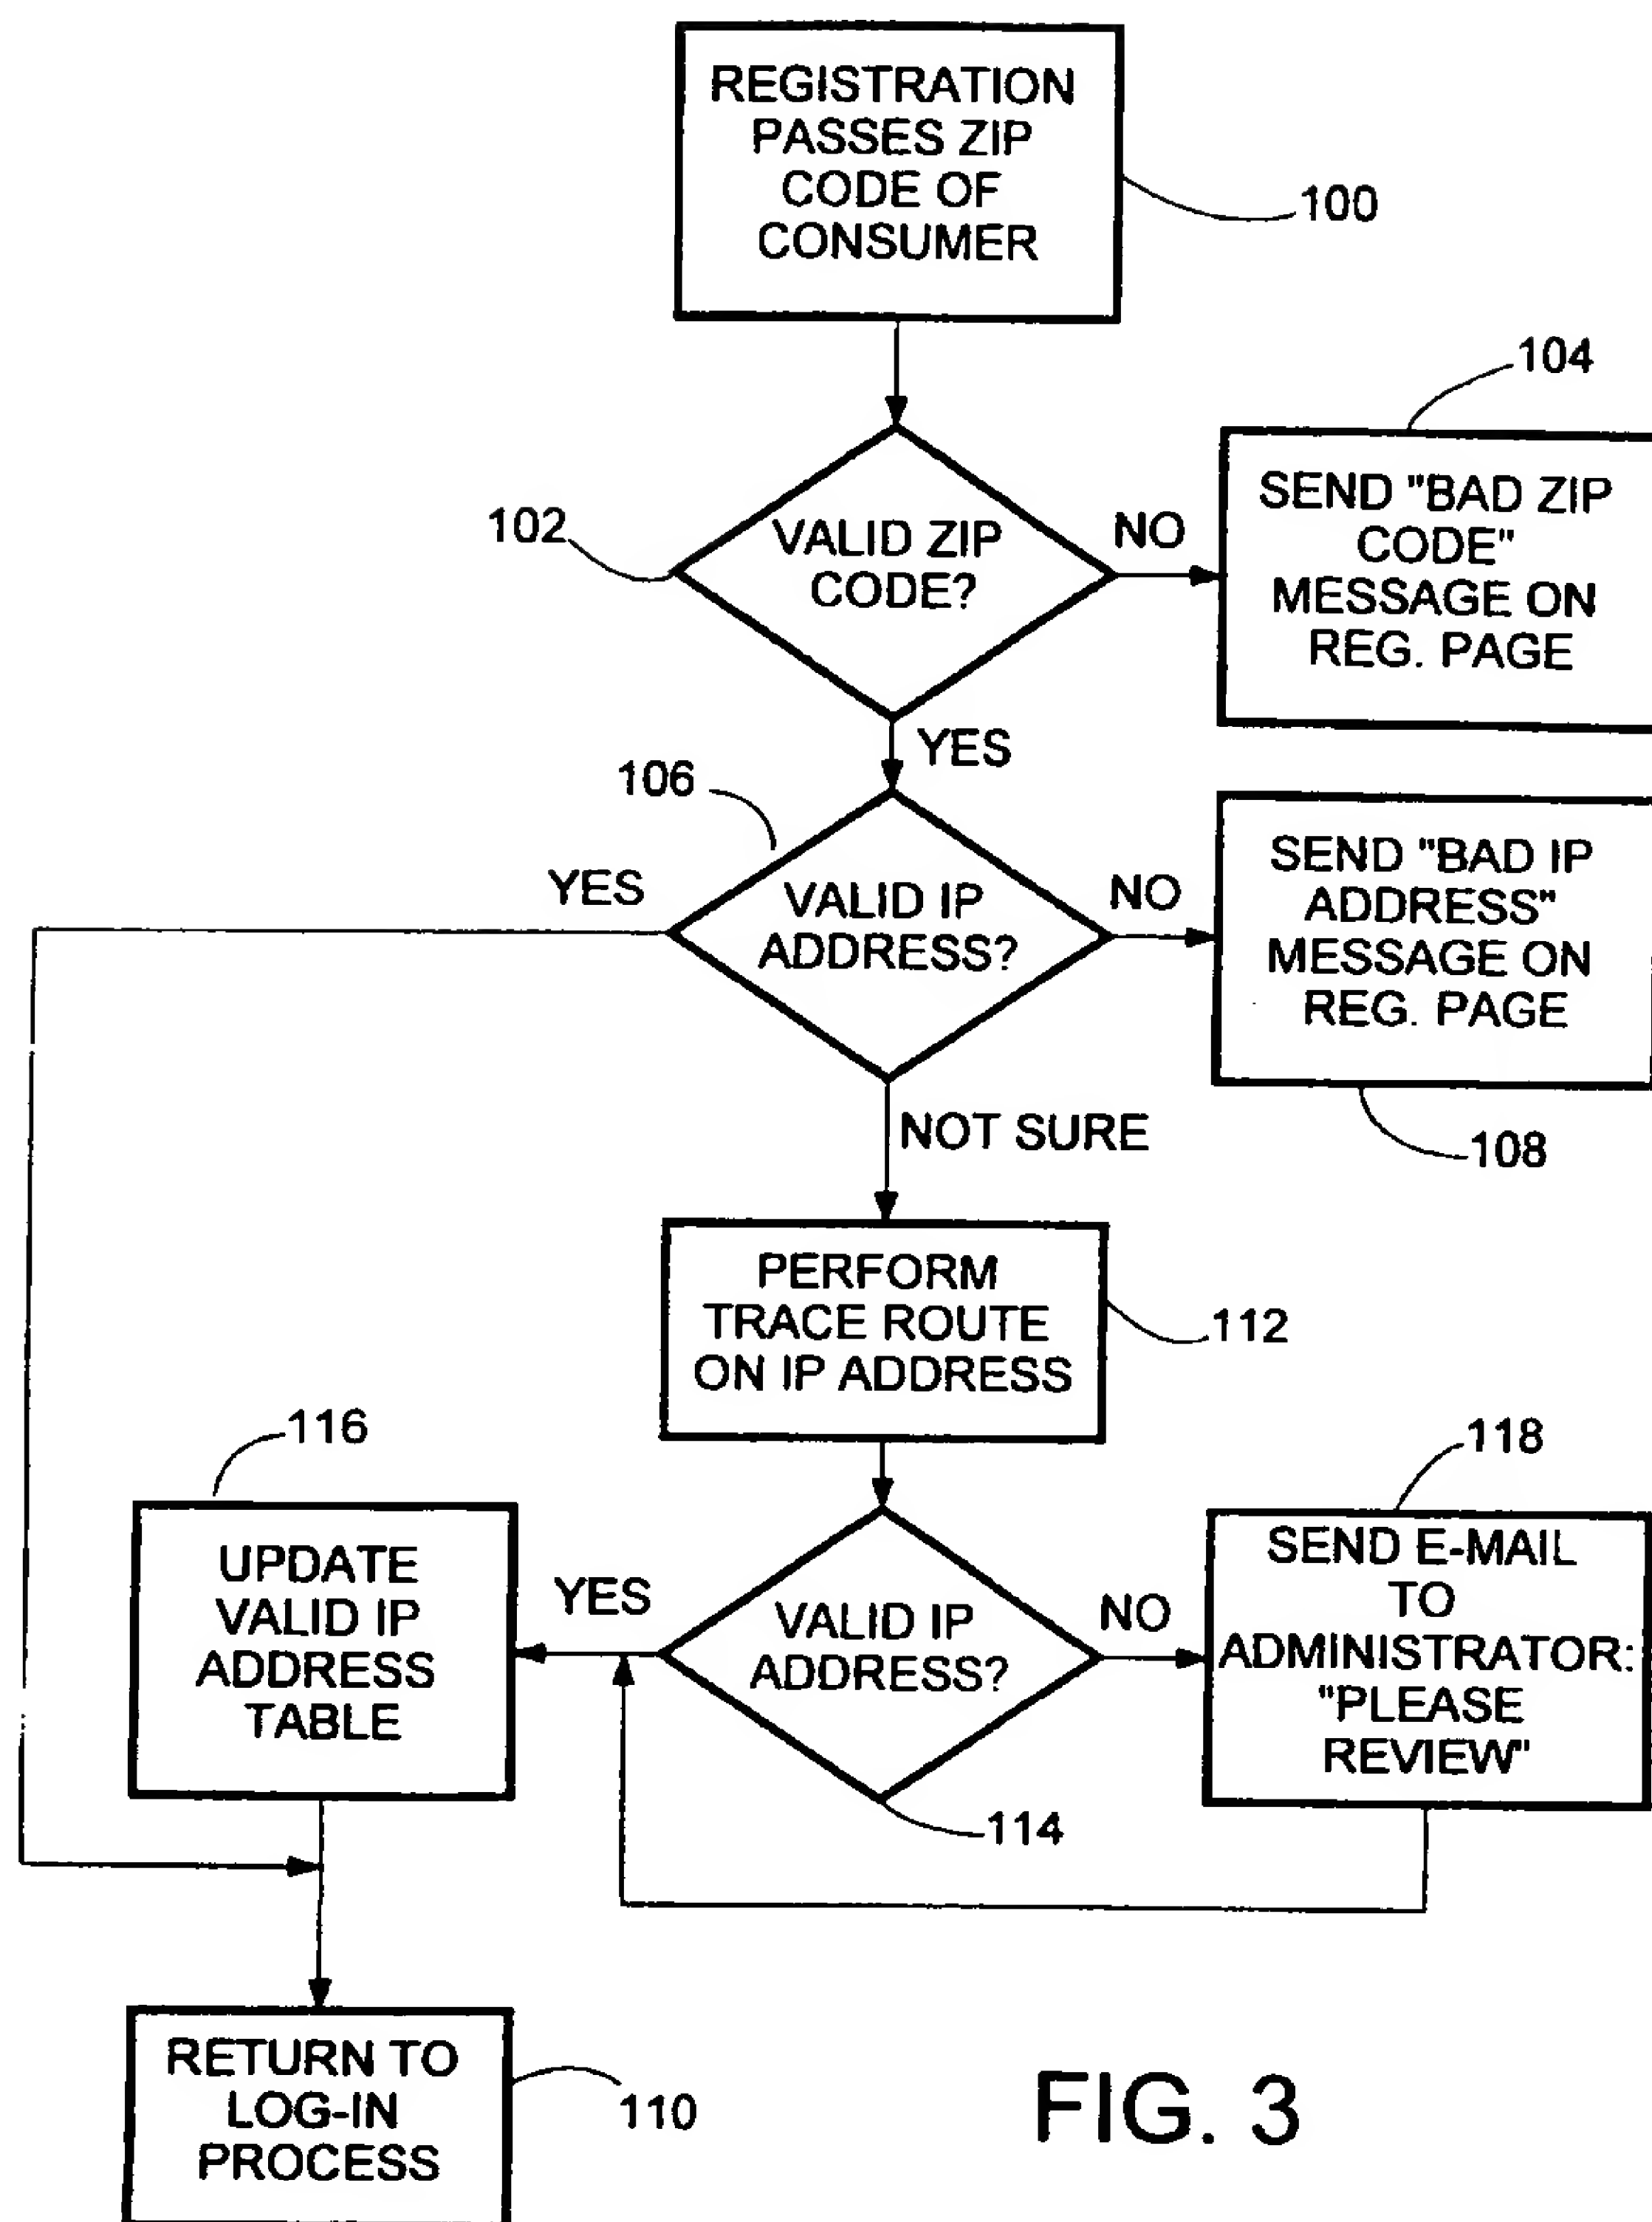 REGISTRATION
PASSES ZIP
CODE OF
CONSUMER
100
104
102
VALID ZIP
CODE?
NO
SEND "BAD ZIP
CODE"
MESSAGE ON
REG. PAGE
YES
106
YES
VALID IP
ADDRESS?
NO
SEND "BAD IP
ADDRESS"
MESSAGE ON
REG. PAGE
NOT SURE
108
PERFORM
TRACE ROUTE
ON IP ADDRESS
112
116
118
UPDATE
VALID IP
ADDRESS
TABLE
YES
VALID IP
ADDRESS?
NO
SEND E-MAIL
TO
ADMINISTRATOR:
"PLEASE
REVIEW"
114
RETURN TO
LOG-IN
PROCESS
110
FIG. 3